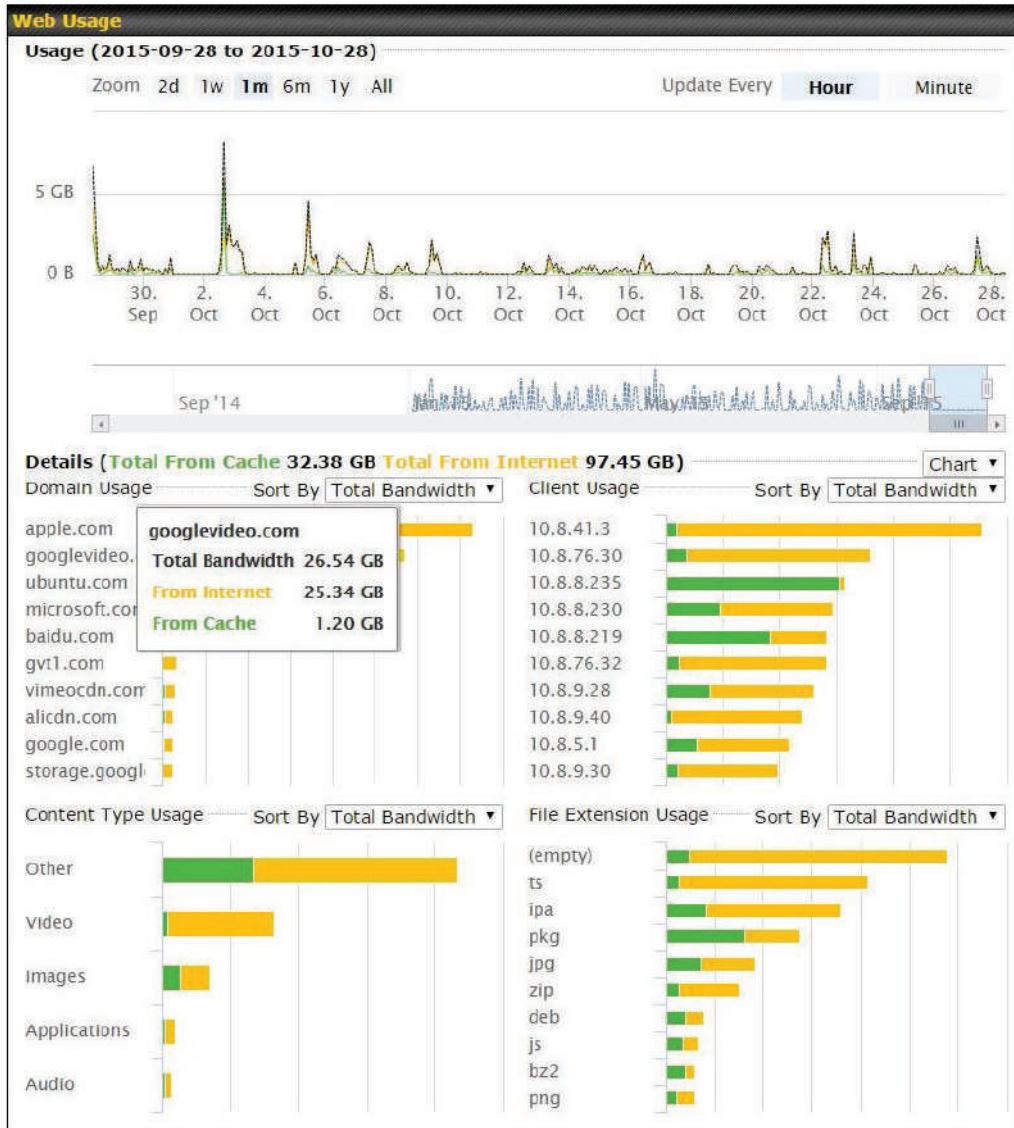 Web Usage
Usage (2015-09-28 to 2015-10-28)
Zoom 2d 1w 1m 6m 1y All Update Every Hour Minute
5 GB
0 B
30. Sep 2. Oct 4. Oct 6. Oct 8. Oct 10. Oct 12. Oct 14. Oct 16. Oct 18. Oct 20. Oct 22. Oct 24. Oct 26. Oct 28. Oct
Sep '14 May '15 Sep '15
Details (Total From Cache 32.38 GB Total From Internet 97.45 GB) Chart
Domain Usage Sort By Total Bandwidth
apple.com
googlevideo.
ubuntu.com
microsoft.cor
baidu.com
gvt1.com
vimeocdn.com
alicdn.com
google.com
storage.googl
googlevideo.com
Total Bandwidth 26.54 GB
From Internet 25.34 GB
From Cache 1.20 GB
Client Usage Sort By Total Bandwidth
10.8.41.3
10.8.76.30
10.8.8.235
10.8.8.230
10.8.8.219
10.8.76.32
10.8.9.28
10.8.9.40
10.8.5.1
10.8.9.30
Content Type Usage Sort By Total Bandwidth
Other
Video
Images
Applications
Audio
File Extension Usage Sort By Total Bandwidth
(empty)
ts
ipa
pkg
jpg
zip
deb
js
bz2
png